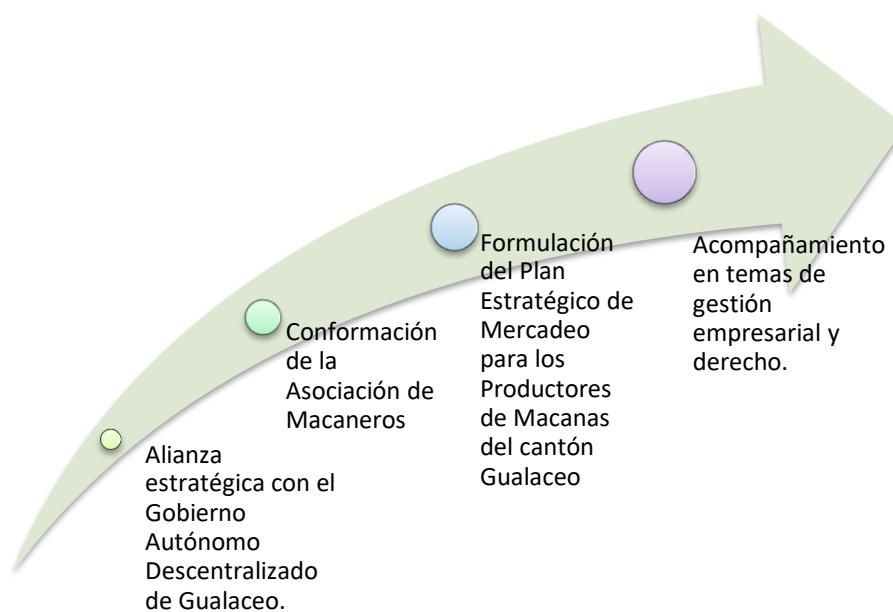 Alianza
estratégica con el
Gobierno
Autónomo
Descentralizado
de Gualaceo.
Conformación
de la
Asociación de
Macaneros
Formulación
del Plan
Estratégico de
Mercadeo
para los
Productores
de Macanas
del cantón
Gualaceo
Acompañamiento
en temas de
gestión
empresarial y
derecho.